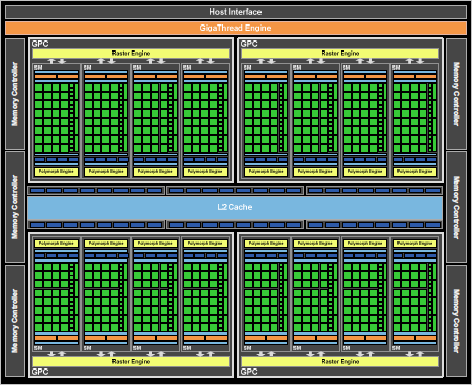 Host Interface
GigaThread Engine
GPC
GPC
Raster Engine
Raster Engine
SM
SM
SM
SM
SM
SM
SM
SM
Memory Controller
Memory Controller
Polymorph Engine
Polymorph Engine
Polymorph Engine
Polymorph Engine
Polymorph Engine
Polymorph Engine
Polymorph Engine
Polymorph Engine
Memory Controller
L2 Cache
Memory Controller
Polymorph Engine
Polymorph Engine
Polymorph Engine
Polymorph Engine
Polymorph Engine
Polymorph Engine
Polymorph Engine
Polymorph Engine
Memory Controller
Memory Controller
SM
SM
SM
SM
SM
SM
SM
SM
Raster Engine
Raster Engine
GPC
GPC